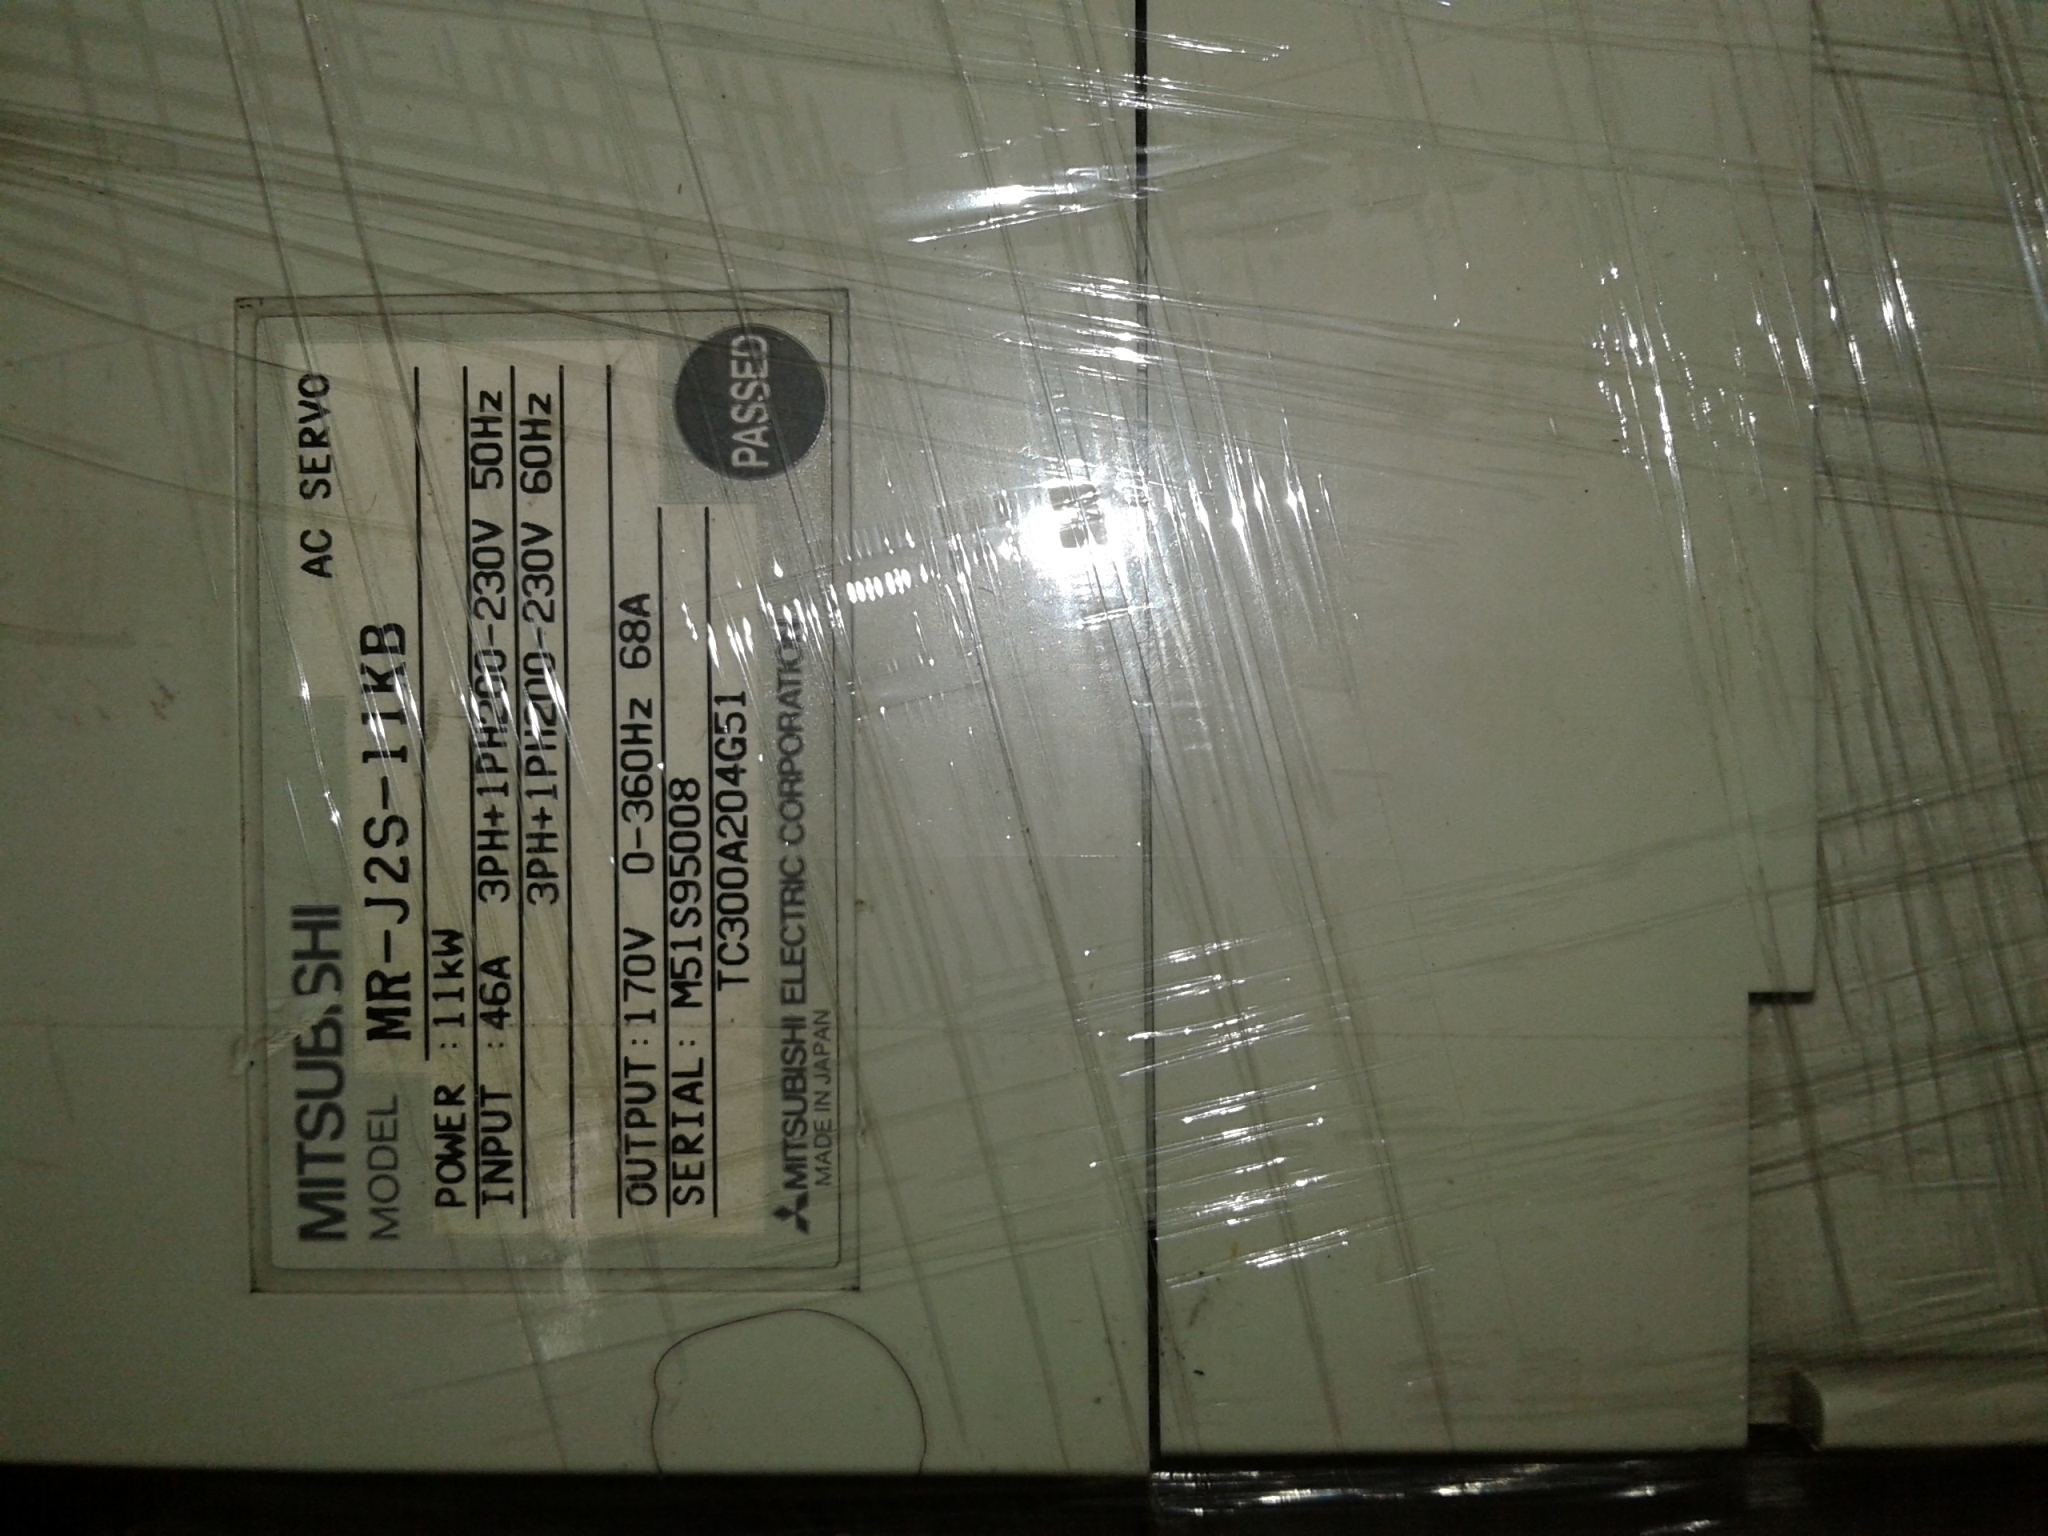 MITSUBISHI AC SERVO
MODEL MR-J2S-11KB
POWER :11kW
INPUT :46A 3PH+1PH200-230V 50Hz
3PH+1PH200-230V 60Hz
OUTPUT:170V 0-360Hz 68A
SERIAL:M51S95008
TC300A204G51
PASSED
MITSUBISHI ELECTRIC CORPORATION
MADE IN JAPAN